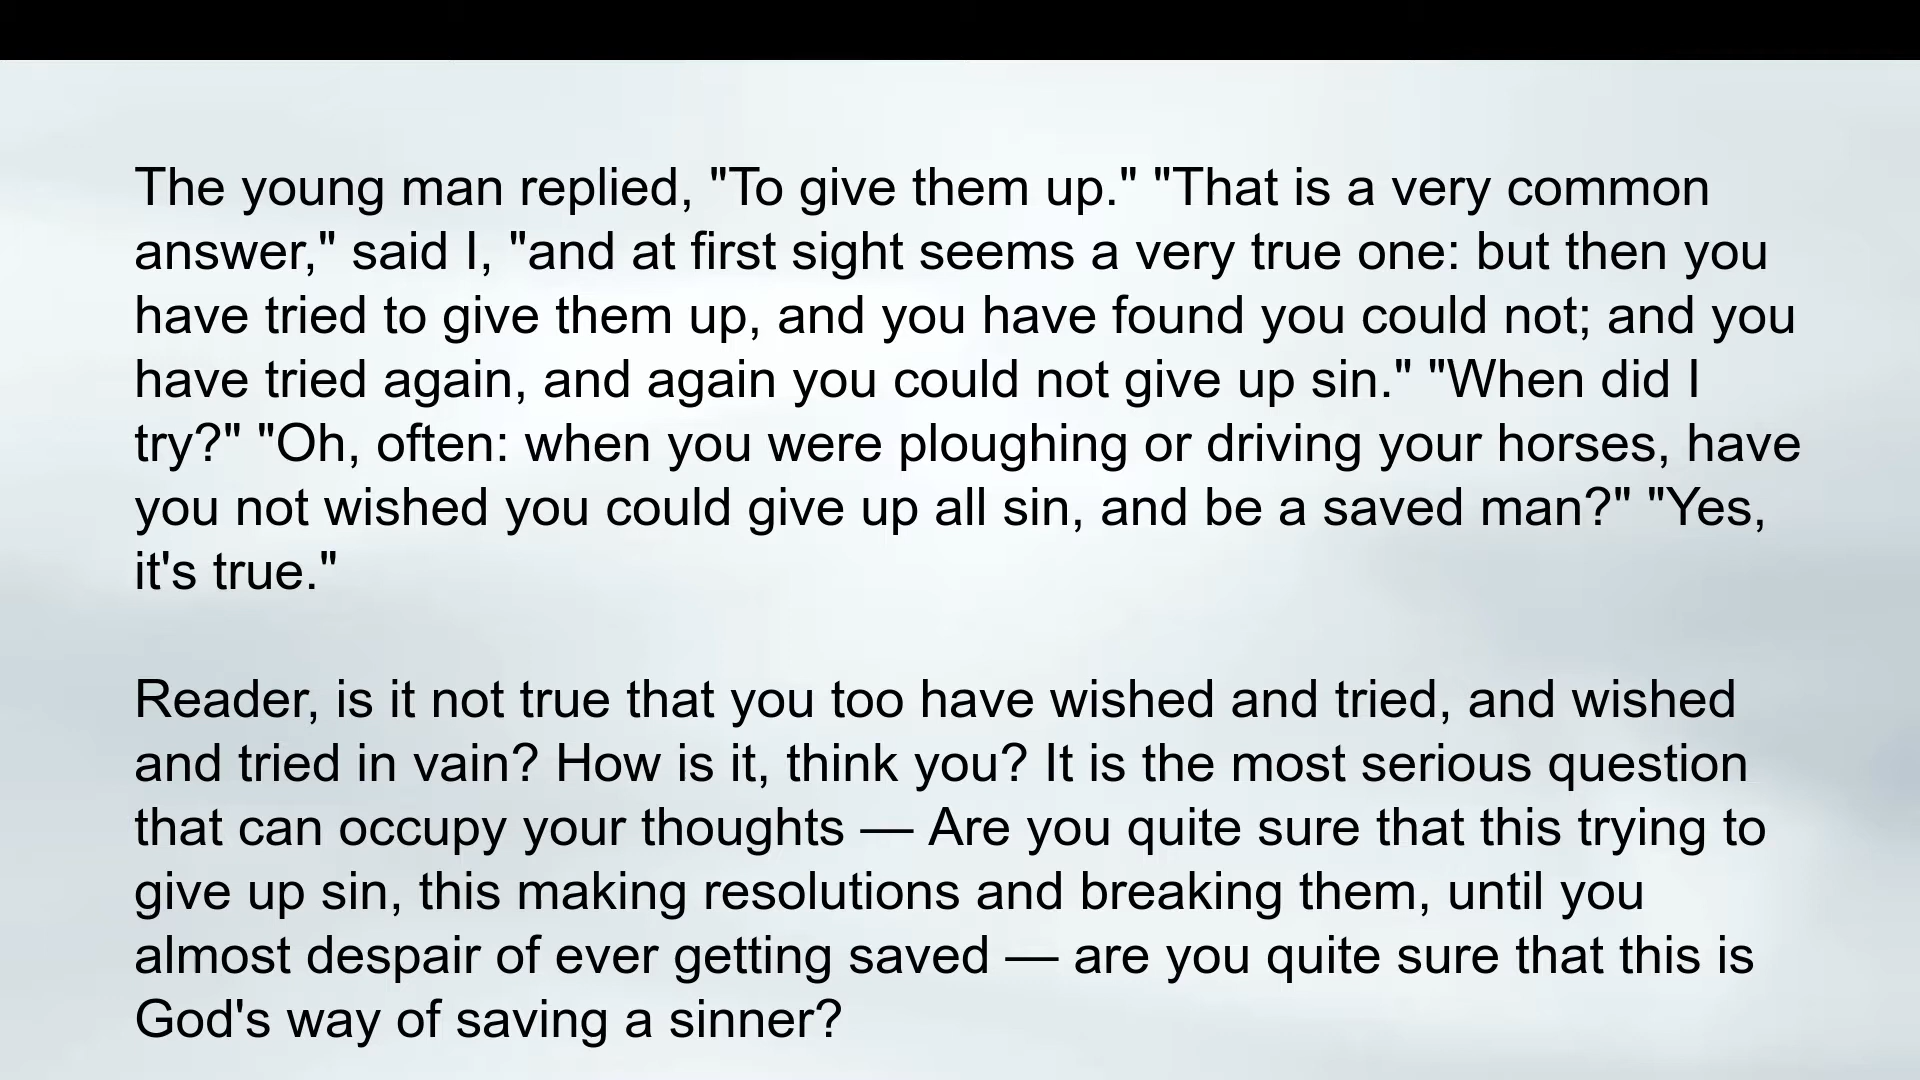 The young man replied, "To give them up." "That is a very common
answer," said I, "and at first sight seems a very true one: but then you
have tried to give them up, and you have found you could not; and you
have tried again, and again you could not give up sin." "When did I
try?" "Oh, often: when you were ploughing or driving your horses, have
you not wished you could give up all sin, and be a saved man?" "Yes,
it's true."
Reader, is it not true that you too have wished and tried, and wished
and tried in vain? How is it, think you? It is the most serious question
that can occupy your thoughts — Are you quite sure that this trying to
give up sin, this making resolutions and breaking them, until you
almost despair of ever getting saved — are you quite sure that this is
God's way of saving a sinner?